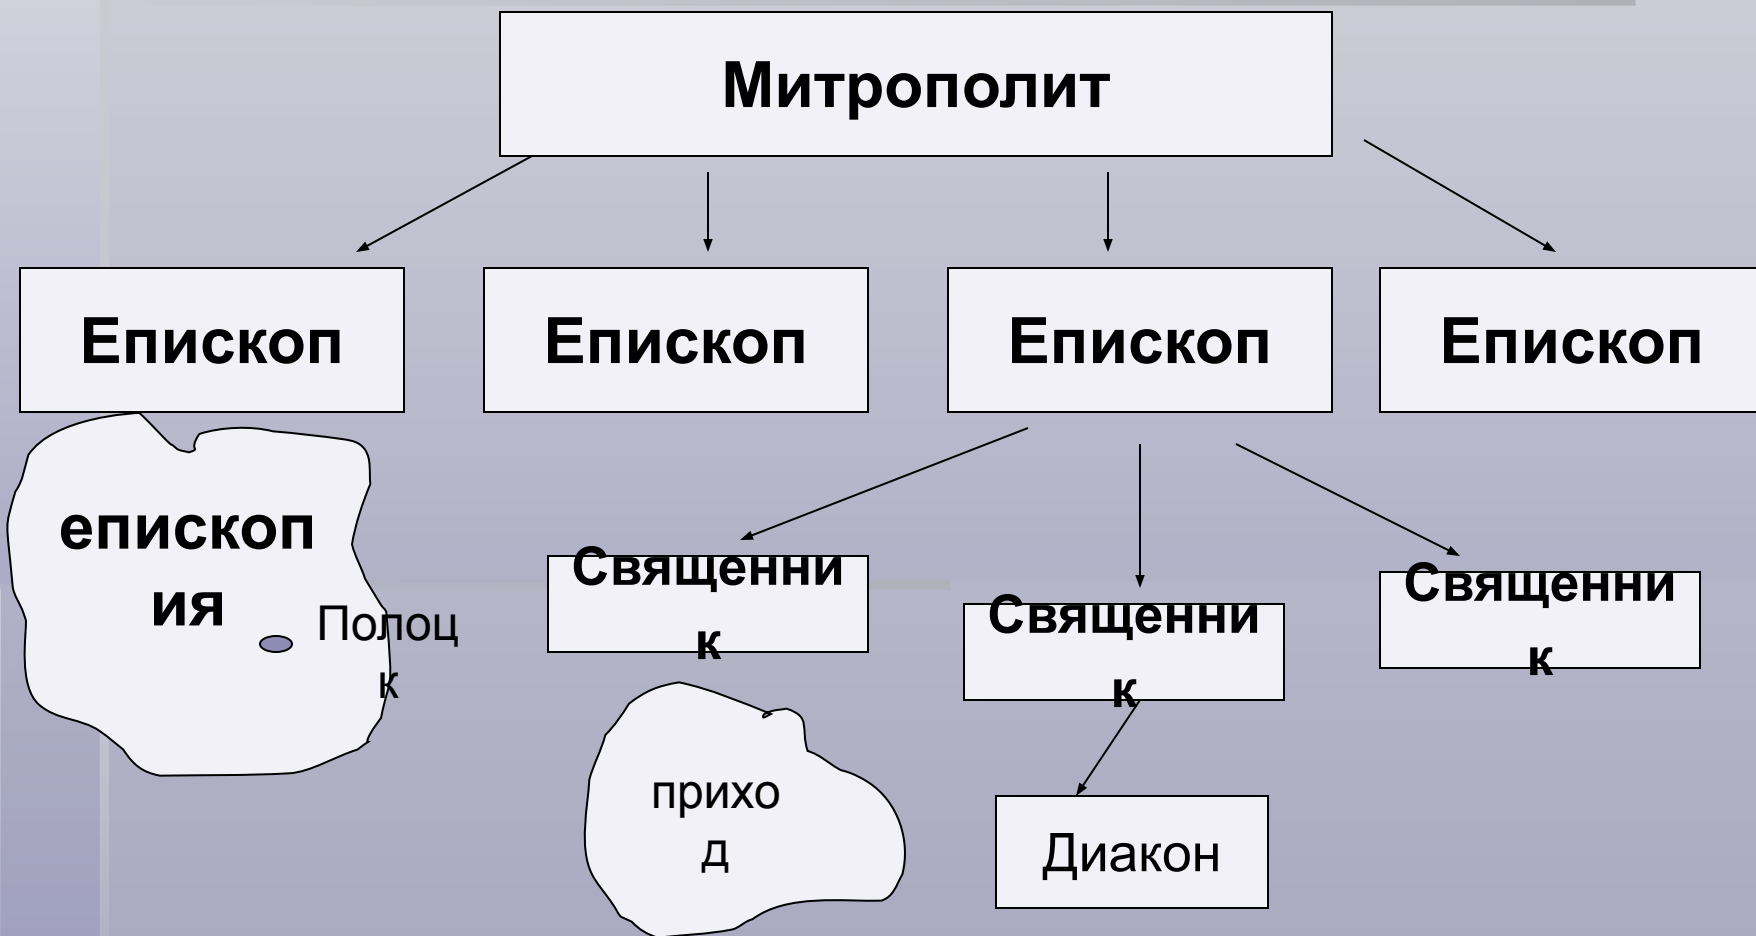 Митрополит
Епископ
Епископ
Епископ
Епископ
епископ
ия
Полоц
к
Священни
к
Священни
к
Священни
к
прихо
д
Диакон